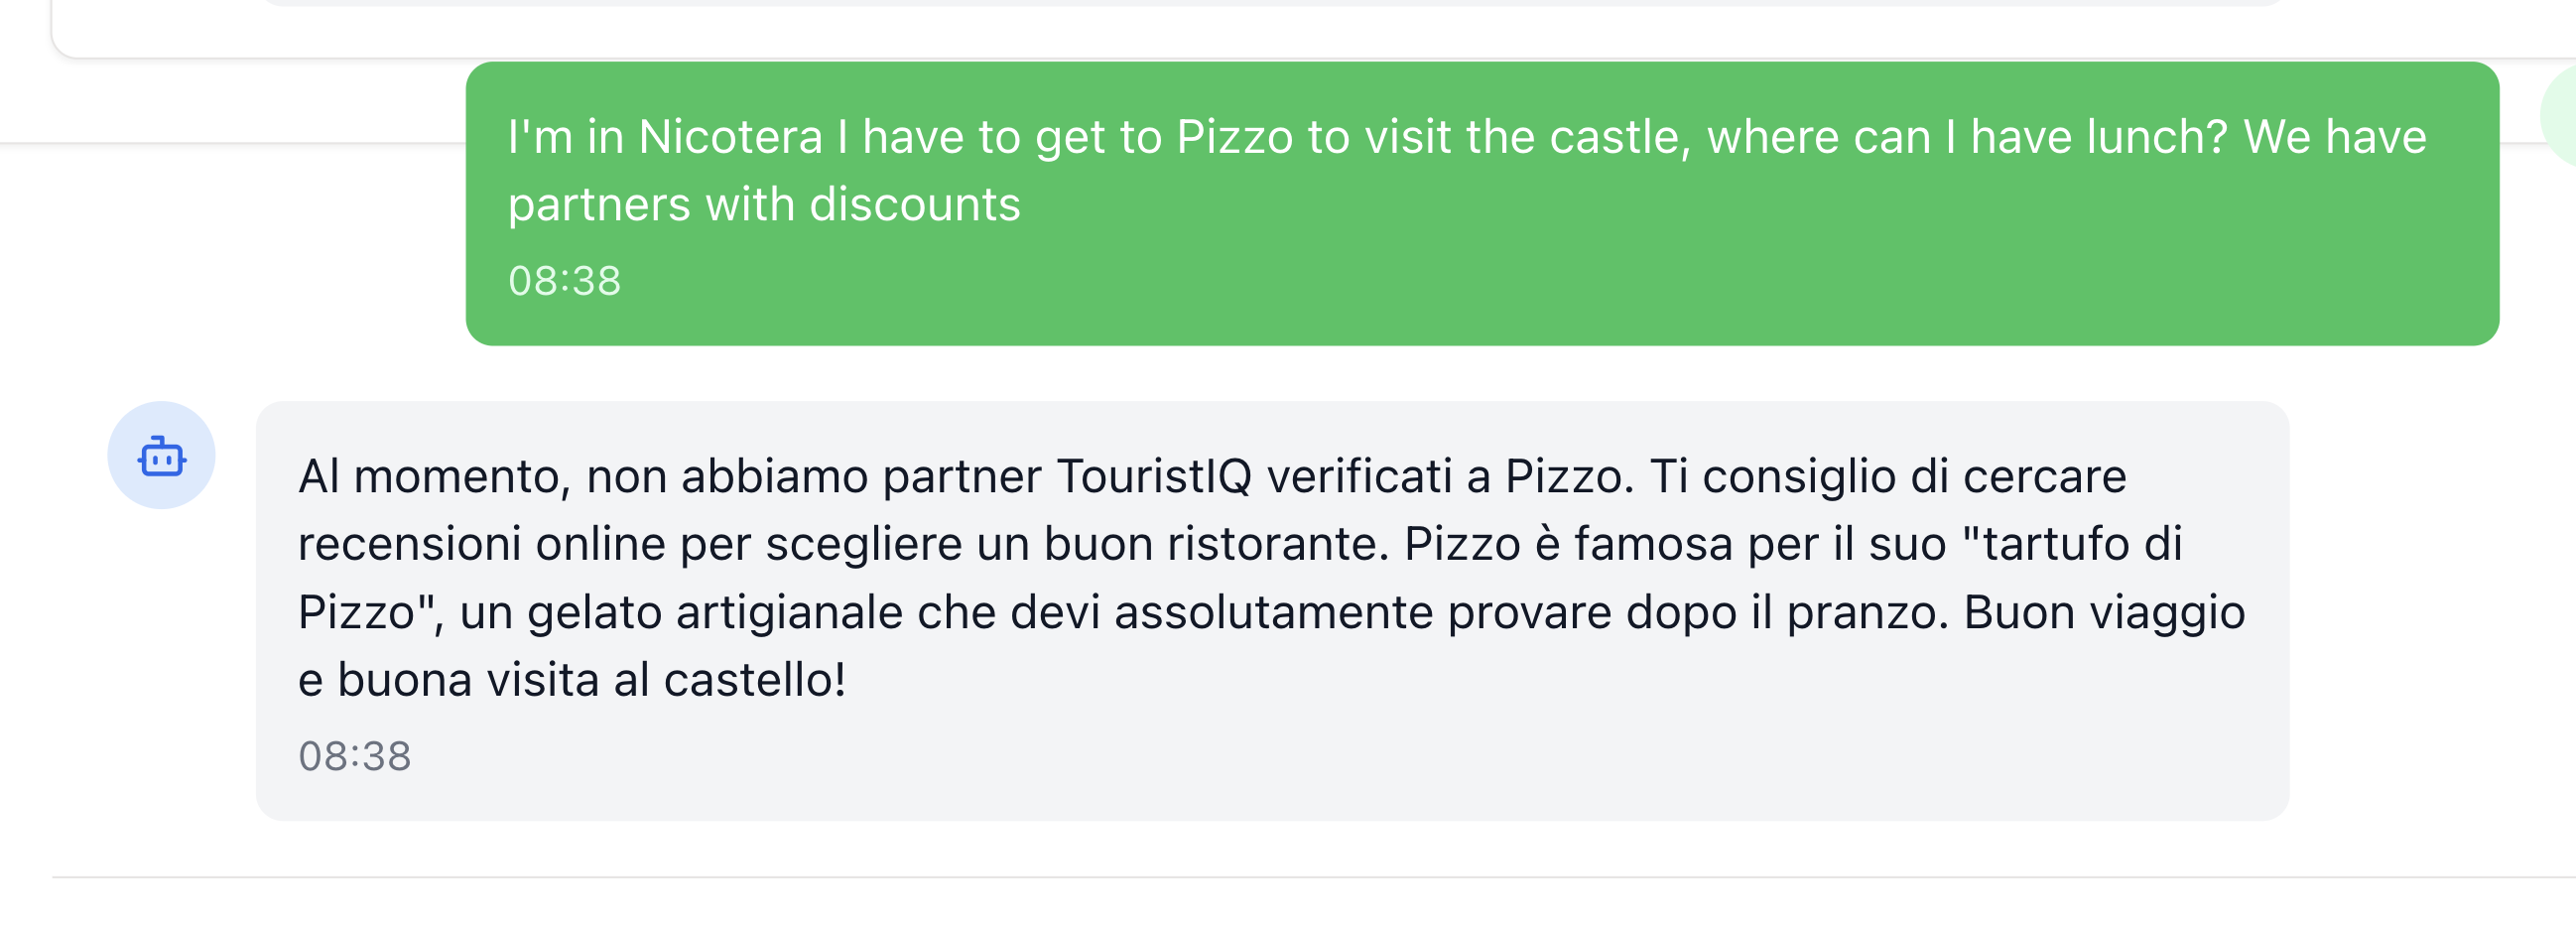 I'm in Nicotera I have to get to Pizzo to visit the castle, where can I have lunch? We have
partners with discounts
08:38
Al momento, non abbiamo partner TouristIQ verificati a Pizzo. Ti consiglio di cercare
recensioni online per scegliere un buon ristorante. Pizzo è famosa per il suo "tartufo di
Pizzo", un gelato artigianale che devi assolutamente provare dopo il pranzo. Buon viaggio
e buona visita al castello!
08:38